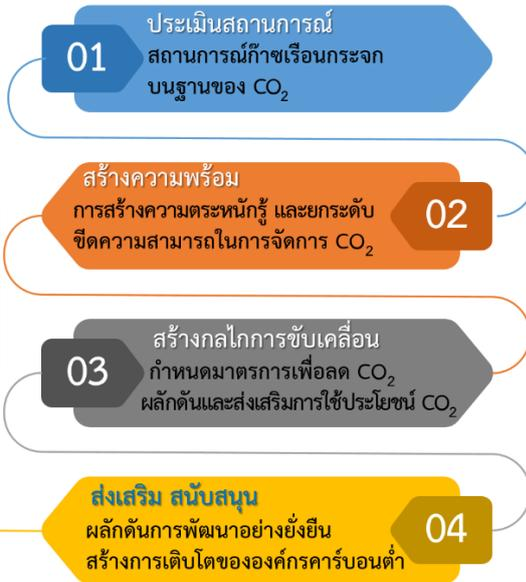 01
ประเมินสถานการณ์
สถานการณ์ก๊าซเรือนกระจก
บนฐานของ CO₂
สร้างความพร้อม
การสร้างความตระหนักรู้ และยกระดับ
ขีดความสามารถในการจัดการ CO₂
02
03
สร้างกลไกการขับเคลื่อน
กำหนดมาตรการเพื่อลด CO₂
ผลักดันและส่งเสริมการใช้ประโยชน์ CO₂
ส่งเสริม สนับสนุน
ผลักดันการพัฒนาอย่างยั่งยืน
สร้างการเติบโตขององค์กรคาร์บอนต่ำ
04